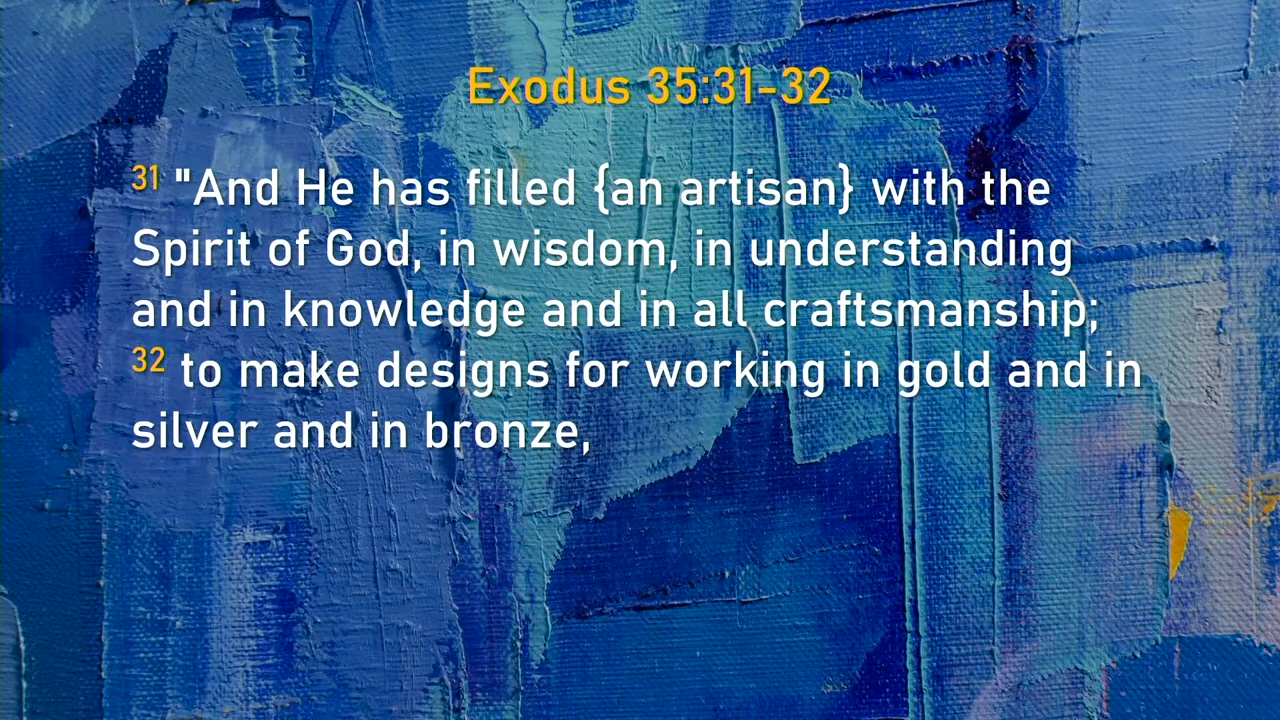 Exodus 35:31-32
31 "And He has filled {an artisan} with the
Spirit of God, in wisdom, in understanding
and in knowledge and in all craftsmanship;
32 to make designs for working in gold and in
silver and in bronze,